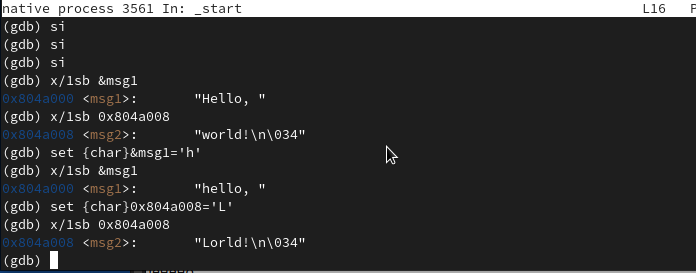 native process 3561 In: _start L16 P
(gdb) si
(gdb) si
(gdb) si
(gdb) x/1sb &msg1
0x804a000 <msg1>: "Hello, "
(gdb) x/1sb 0x804a008
0x804a008 <msg2>: "world!\n\034"
(gdb) set {char}&msg1='h'
(gdb) x/1sb &msg1
0x804a000 <msg1>: "hello, "
(gdb) set {char}0x804a008='L'
(gdb) x/1sb 0x804a008
0x804a008 <msg2>: "Lorld!\n\034"
(gdb)